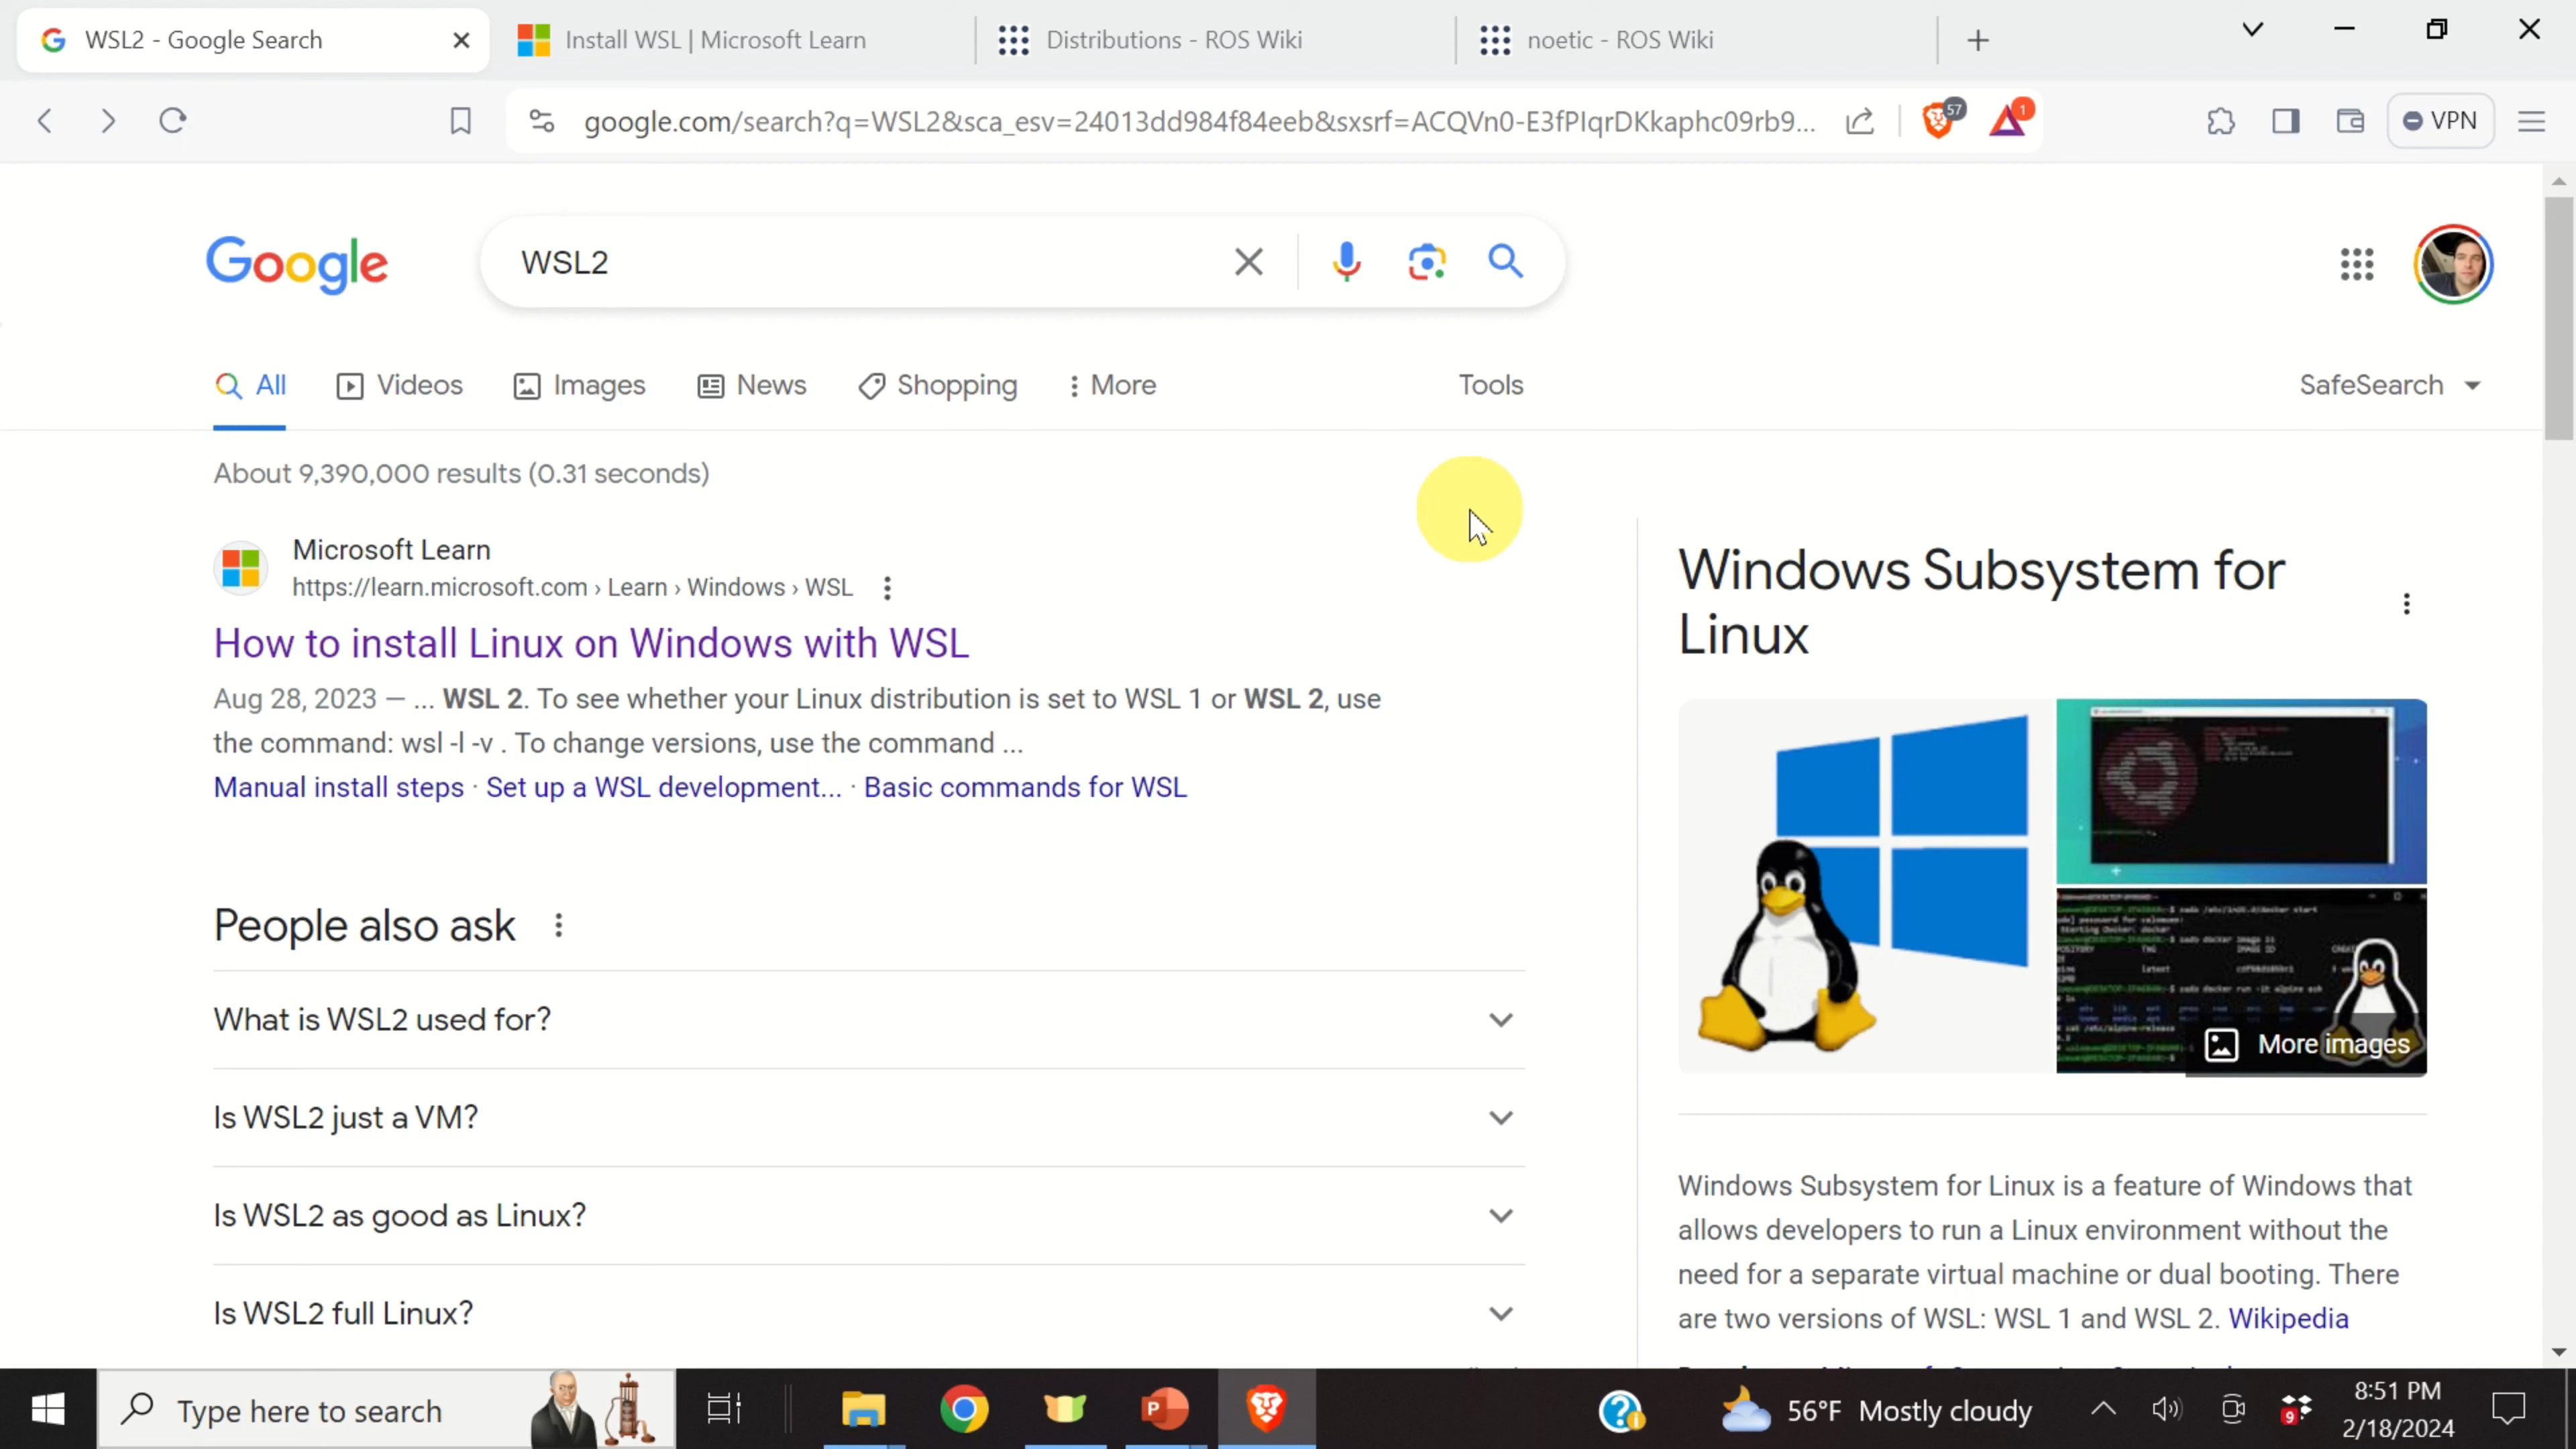 WSL2 - Google Search
Install WSL | Microsoft Learn
Distributions - ROS Wiki
noetic - ROS Wiki
google.com/search?q=WSL2&sca_esv=24013dd984f84eeb&sxsrf=ACQVn0-E3fPIqrDKkaphc09rb9...
57
1
VPN
Google
WSL2
All
Videos
Images
News
Shopping
More
Tools
SafeSearch
About 9,390,000 results (0.31 seconds)
Microsoft Learn
https://learn.microsoft.com › Learn › Windows › WSL
How to install Linux on Windows with WSL
Aug 28, 2023 — ... WSL 2. To see whether your Linux distribution is set to WSL 1 or WSL 2, use
the command: wsl -l -v . To change versions, use the command ...
Manual install steps · Set up a WSL development... · Basic commands for WSL
People also ask
What is WSL2 used for?
Is WSL2 just a VM?
Is WSL2 as good as Linux?
Is WSL2 full Linux?
Windows Subsystem for
Linux
More images
Windows Subsystem for Linux is a feature of Windows that
allows developers to run a Linux environment without the
need for a separate virtual machine or dual booting. There
are two versions of WSL: WSL 1 and WSL 2. Wikipedia
Type here to search
P
56°F Mostly cloudy
9
8:51 PM
2/18/2024